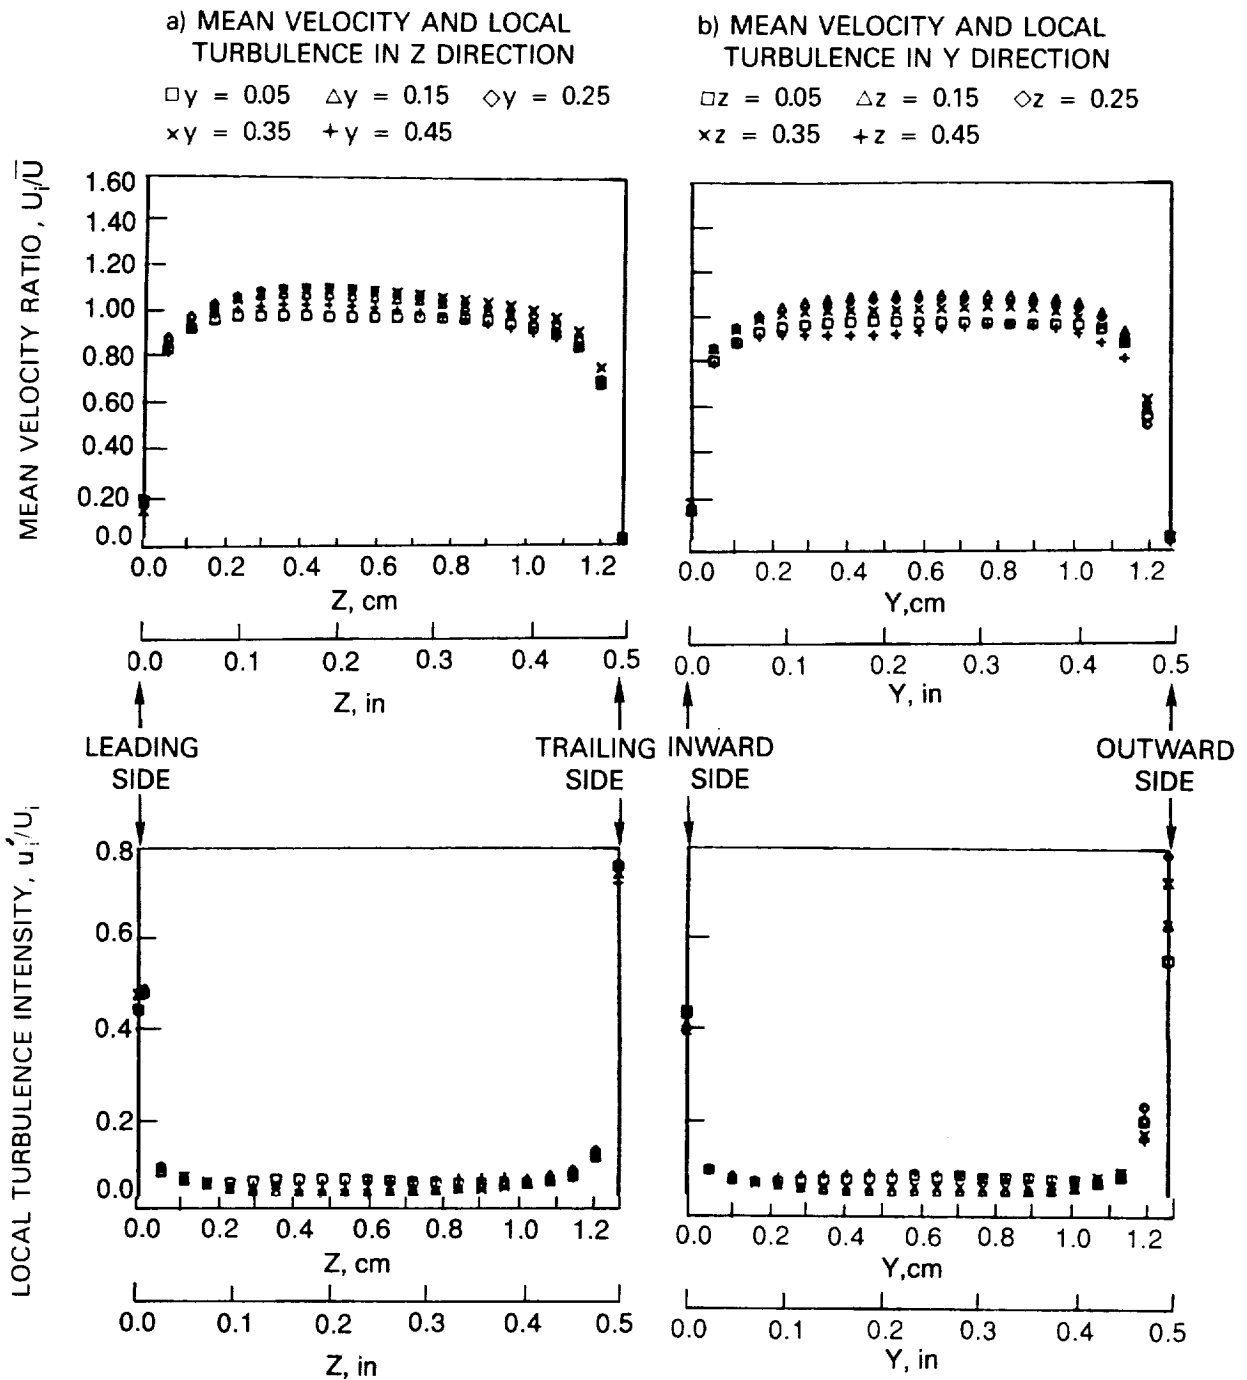 a) MEAN VELOCITY AND LOCAL
TURBULENCE IN Z DIRECTION
□ y = 0.05 △ y = 0.15 ◇ y = 0.25
× y = 0.35 + y = 0.45
b) MEAN VELOCITY AND LOCAL
TURBULENCE IN Y DIRECTION
□ z = 0.05 △ z = 0.15 ◇ z = 0.25
× z = 0.35 + z = 0.45
MEAN VELOCITY RATIO, Ui/U̅
1.60
1.40
1.20
1.00
0.80
0.60
0.40
0.20
0.0
0.0 0.2 0.4 0.6 0.8 1.0 1.2
Z, cm
0.0 0.2 0.4 0.6 0.8 1.0 1.2
Y,cm
0.0 0.1 0.2 0.3 0.4 0.5
Z, in
0.0 0.1 0.2 0.3 0.4 0.5
Y, in
LEADING
SIDE
TRAILING
SIDE
INWARD
SIDE
OUTWARD
SIDE
LOCAL TURBULENCE INTENSITY, ui'/Ui
0.8
0.6
0.4
0.2
0.0
0.0 0.2 0.4 0.6 0.8 1.0 1.2
Z, cm
0.0 0.2 0.4 0.6 0.8 1.0 1.2
Y,cm
0.0 0.1 0.2 0.3 0.4 0.5
Z, in
0.0 0.1 0.2 0.3 0.4 0.5
Y, in